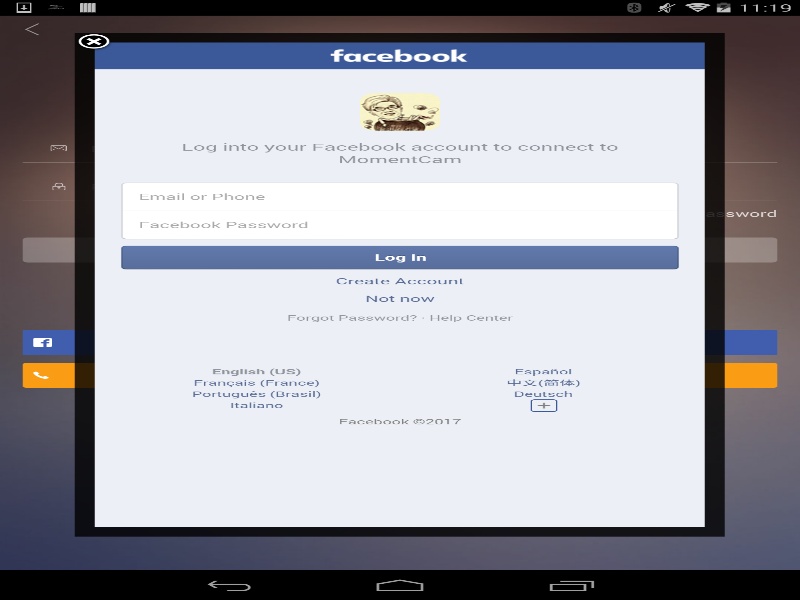 11:19
facebook
Log into your Facebook account to connect to
MomentCam
Email or Phone
Facebook Password
assword
Log In
Create Account
Not now
Forgot Password? · Help Center
English (US)
Español
Français (France)
中文(简体)
Português (Brasil)
Deutsch
Italiano
Facebook ©2017